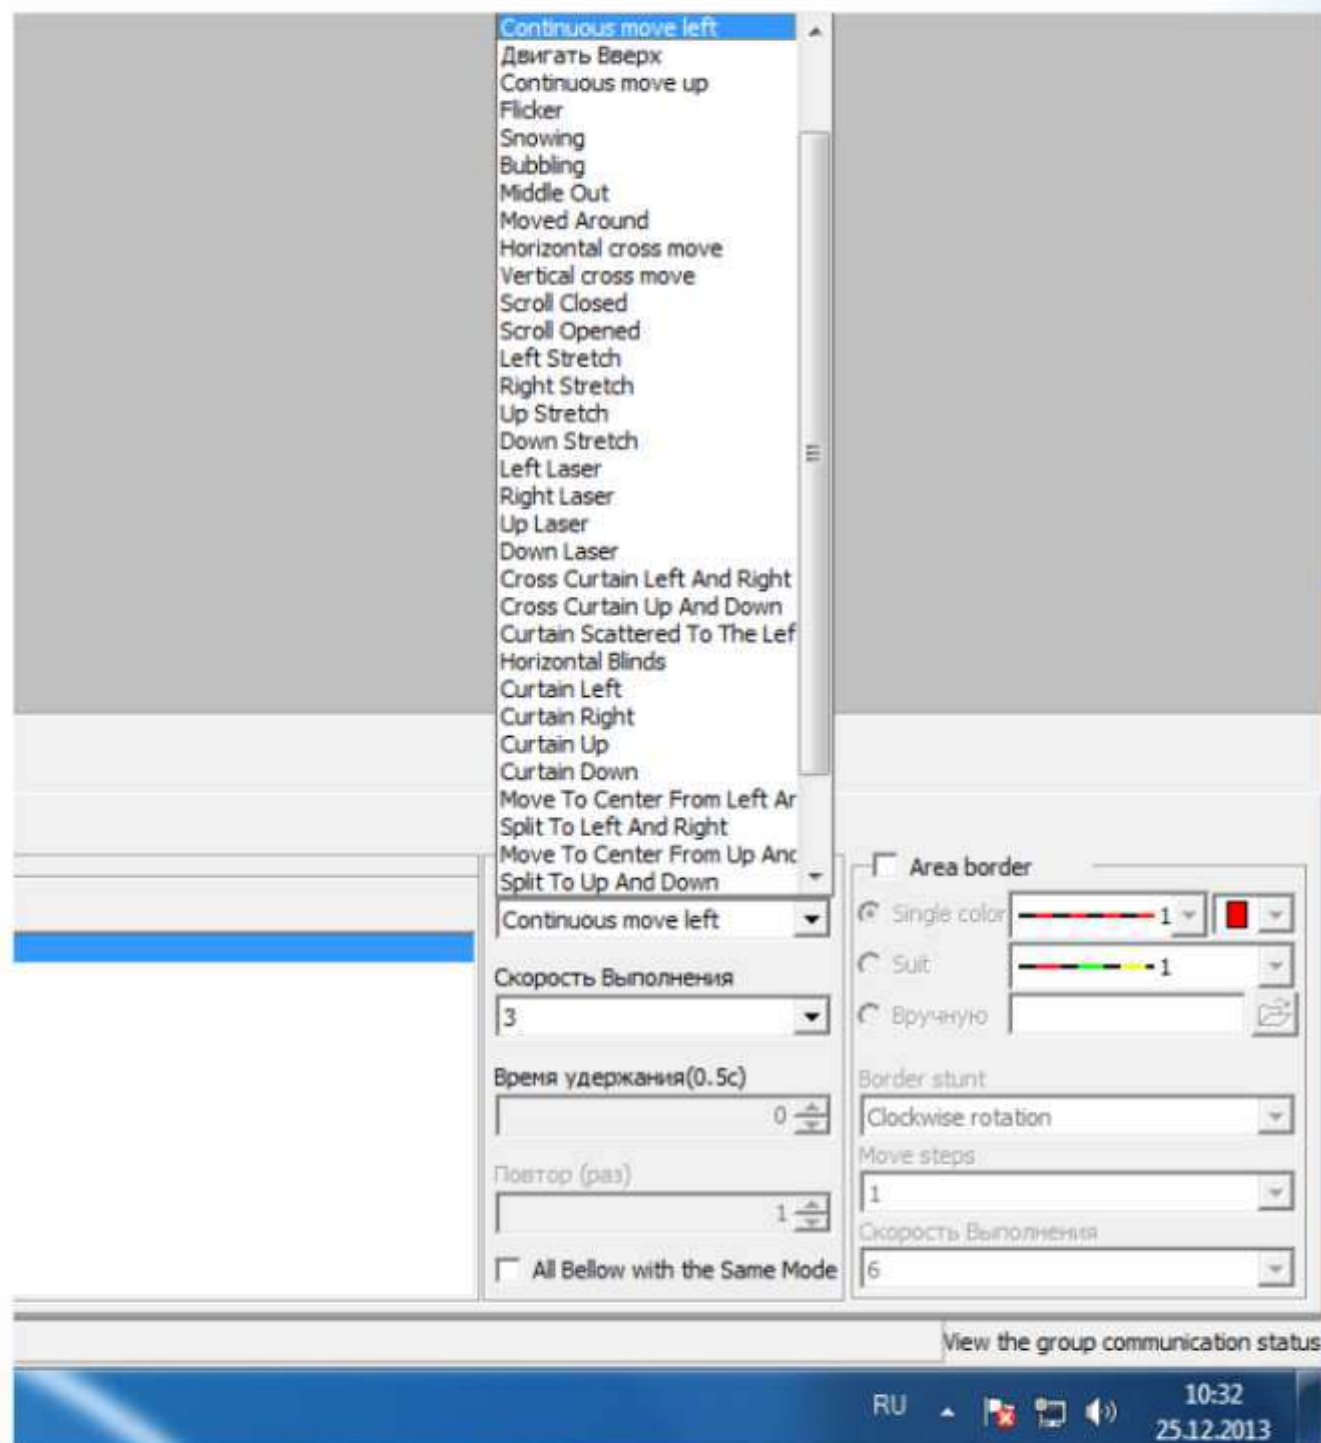 Continuous move left
Двигать Вверх
Continuous move up
Flicker
Snowing
Bubbling
Middle Out
Moved Around
Horizontal cross move
Vertical cross move
Scroll Closed
Scroll Opened
Left Stretch
Right Stretch
Up Stretch
Down Stretch
Left Laser
Right Laser
Up Laser
Down Laser
Cross Curtain Left And Right
Cross Curtain Up And Down
Curtain Scattered To The Lef
Horizontal Blinds
Curtain Left
Curtain Right
Curtain Up
Curtain Down
Move To Center From Left Ar
Split To Left And Right
Move To Center From Up Anc
Split To Up And Down
Continuous move left
Скорость Выполнения
3
Время удержания(0.5с)
0
Повтор (раз)
1
All Bellow with the Same Mode
Area border
Single color 1
Suit 1
Вручную
Border stunt
Clockwise rotation
Move steps
1
Скорость Выполнения
6
View the group communication status
RU 10:32
25.12.2013